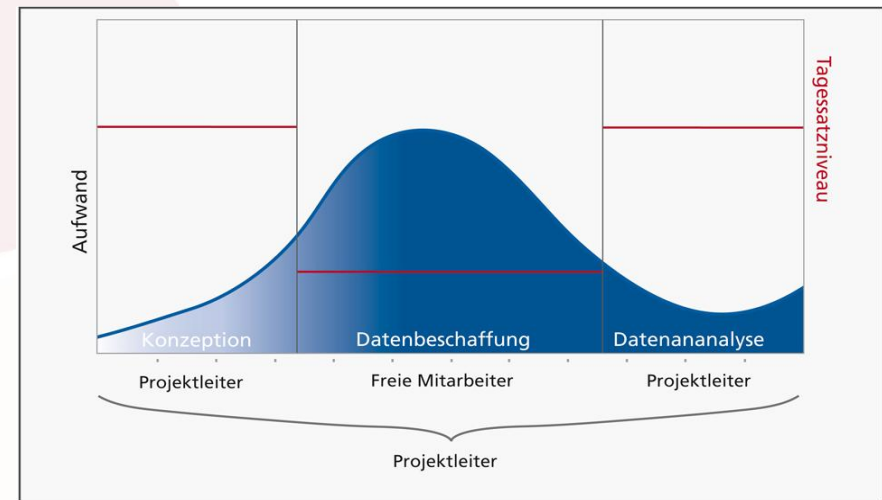 Aufwand
Tagessatzniveau
Konzeption
Datenbeschaffung
Datenananalyse
Projektleiter
Freie Mitarbeiter
Projektleiter
Projektleiter